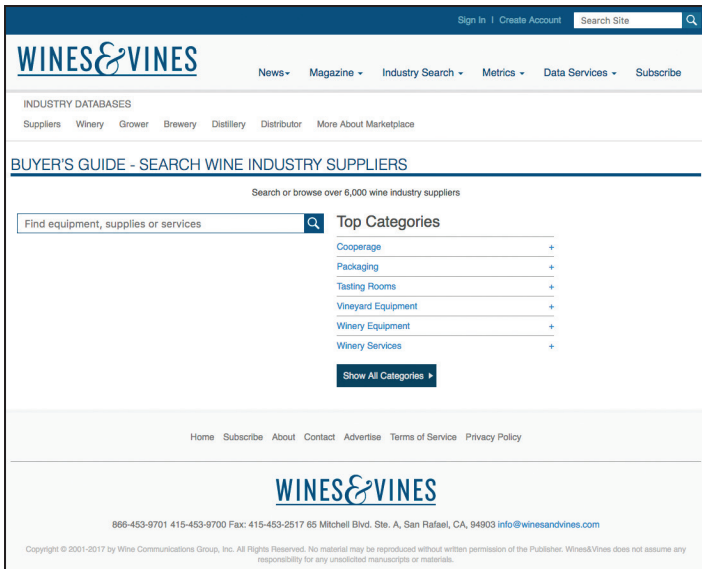 Sign In | Create Account Search Site
WINES&VINES
News Magazine Industry Search Metrics Data Services Subscribe
INDUSTRY DATABASES
Suppliers Winery Grower Brewery Distillery Distributor More About Marketplace
BUYER'S GUIDE - SEARCH WINE INDUSTRY SUPPLIERS
Search or browse over 6,000 wine industry suppliers
Find equipment, supplies or services
Top Categories
Cooperage +
Packaging +
Tasting Rooms +
Vineyard Equipment +
Winery Equipment +
Winery Services +
Show All Categories
Home Subscribe About Contact Advertise Terms of Service Privacy Policy
WINES&VINES
866-453-9701 415-453-9700 Fax: 415-453-2517 65 Mitchell Blvd. Ste. A, San Rafael, CA, 94903 info@winesandvines.com
Copyright © 2001-2017 by Wine Communications Group, Inc. All Rights Reserved. No material may be reproduced without written permission of the Publisher. Wines&Vines does not assume any
responsibility for any unsolicited manuscripts or materials.